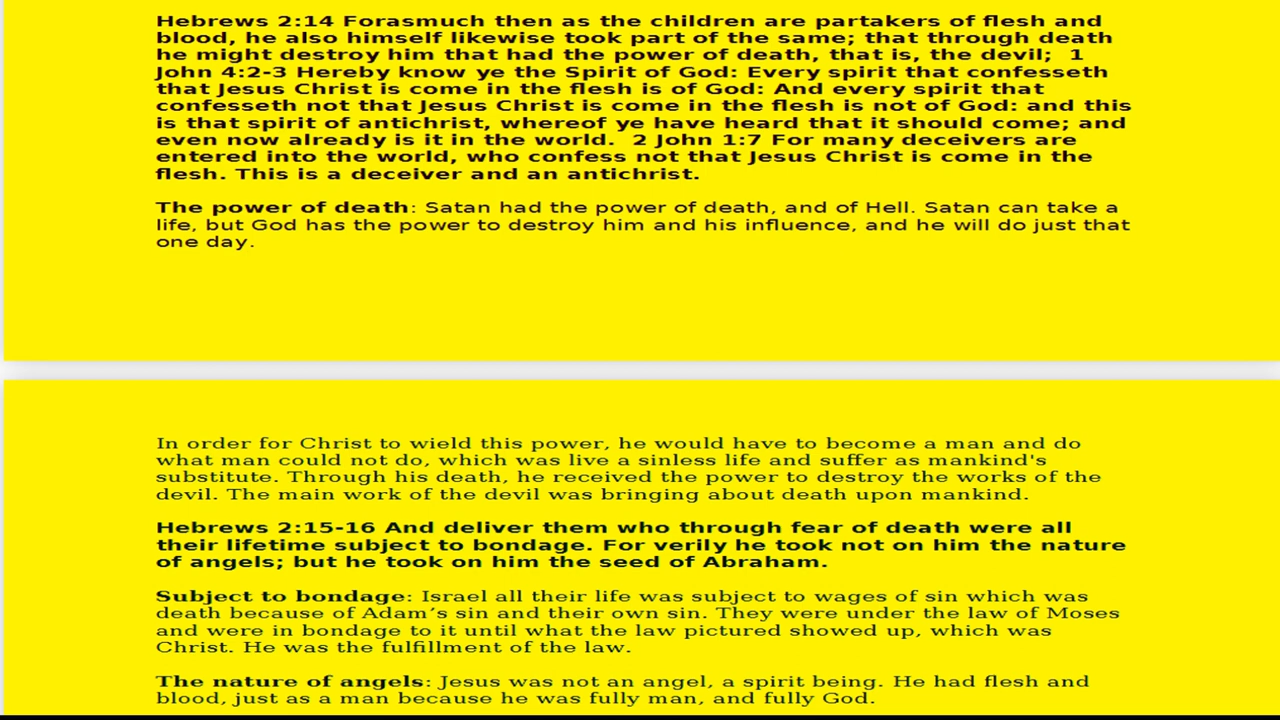 Hebrews 2:14 Forasmuch then as the children are partakers of flesh and
blood, he also himself likewise took part of the same; that through death
he might destroy him that had the power of death, that is, the devil;  1
John 4:2-3 Hereby know ye the Spirit of God: Every spirit that confesseth
that Jesus Christ is come in the flesh is of God: And every spirit that
confesseth not that Jesus Christ is come in the flesh is not of God: and this
is that spirit of antichrist, whereof ye have heard that it should come; and
even now already is it in the world.  2 John 1:7 For many deceivers are
entered into the world, who confess not that Jesus Christ is come in the
flesh. This is a deceiver and an antichrist.
The power of death: Satan had the power of death, and of Hell. Satan can take a
life, but God has the power to destroy him and his influence, and he will do just that
one day.
In order for Christ to wield this power, he would have to become a man and do
what man could not do, which was live a sinless life and suffer as mankind's
substitute. Through his death, he received the power to destroy the works of the
devil. The main work of the devil was bringing about death upon mankind.
Hebrews 2:15-16 And deliver them who through fear of death were all
their lifetime subject to bondage. For verily he took not on him the nature
of angels; but he took on him the seed of Abraham.
Subject to bondage: Israel all their life was subject to wages of sin which was
death because of Adam’s sin and their own sin. They were under the law of Moses
and were in bondage to it until what the law pictured showed up, which was
Christ. He was the fulfillment of the law.
The nature of angels: Jesus was not an angel, a spirit being. He had flesh and
blood, just as a man because he was fully man, and fully God.